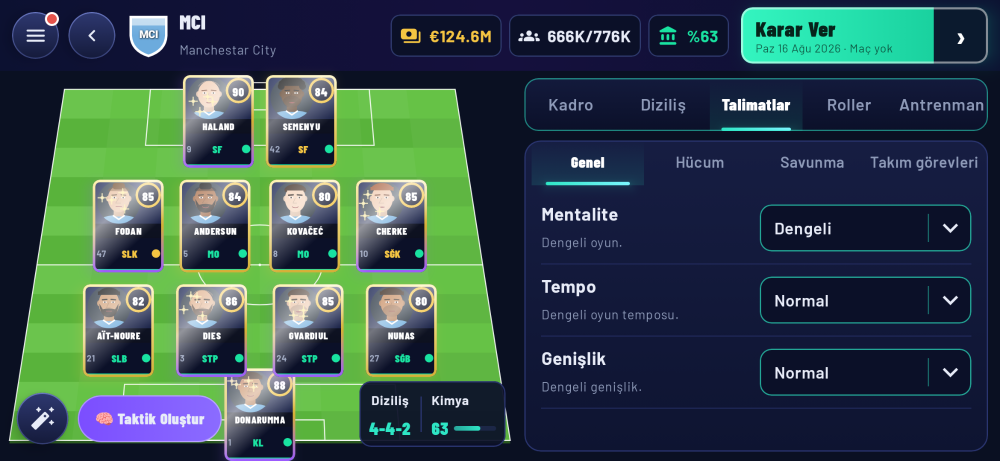 MCI
MCI
Manchestar City
€124.6M
666K/776K
%63
Karar Ver
Paz 16 Ağu 2026 · Maç yok
Kadro
Diziliş
Talimatlar
Roller
Antrenman
Genel
Hücum
Savunma
Takım görevleri
Mentalite
Dengeli oyun.
Dengeli
Tempo
Dengeli oyun temposu.
Normal
Genişlik
Dengeli genişlik.
Normal
90
HALAND
9
SF
84
SEMENYU
42
SF
85
FODAN
47
SLK
84
ANDERSUN
5
MO
80
KOVAČEĆ
8
MO
85
CHERKE
10
SĞK
82
AÏT-NOURE
21
SLB
86
DIES
3
STP
85
GVARDIUL
24
STP
80
NUNAS
27
SĞB
88
DONARUMMA
1
KL
Taktik Oluştur
Diziliş
4-4-2
Kimya
63